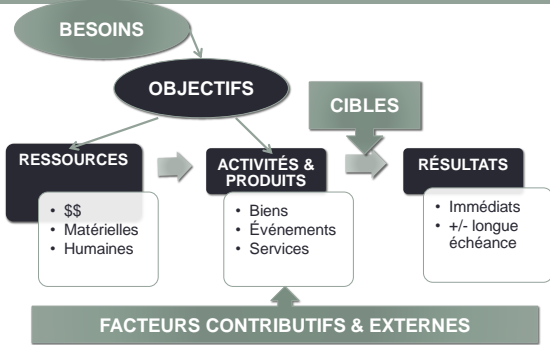 BESOINS
OBJECTIFS
CIBLES
RESSOURCES
• $$
• Matérielles
• Humaines
ACTIVITÉS &
PRODUITS
• Biens
• Événements
• Services
RÉSULTATS
• Immédiats
• +/- longue
échéance
FACTEURS CONTRIBUTIFS & EXTERNES